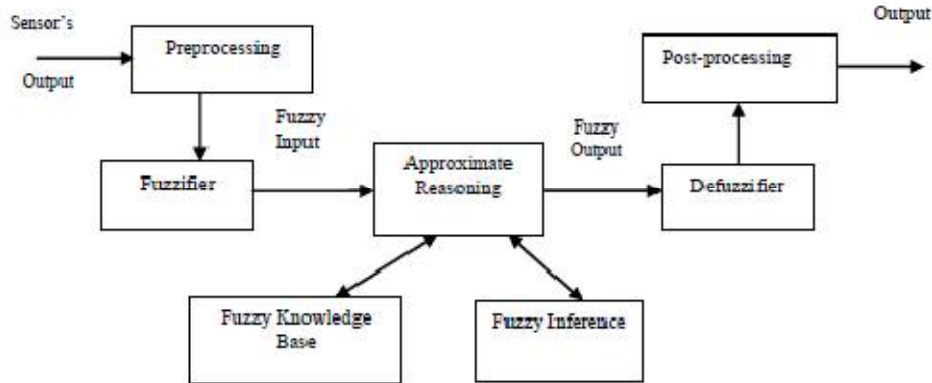 Sensor's
Output
Preprocessing
Output
Post-processing
Fuzzy
Input
Fuzzy
Output
Fuzzifier
Approximate
Reasoning
Defuzzifier
Fuzzy Knowledge
Base
Fuzzy Inference